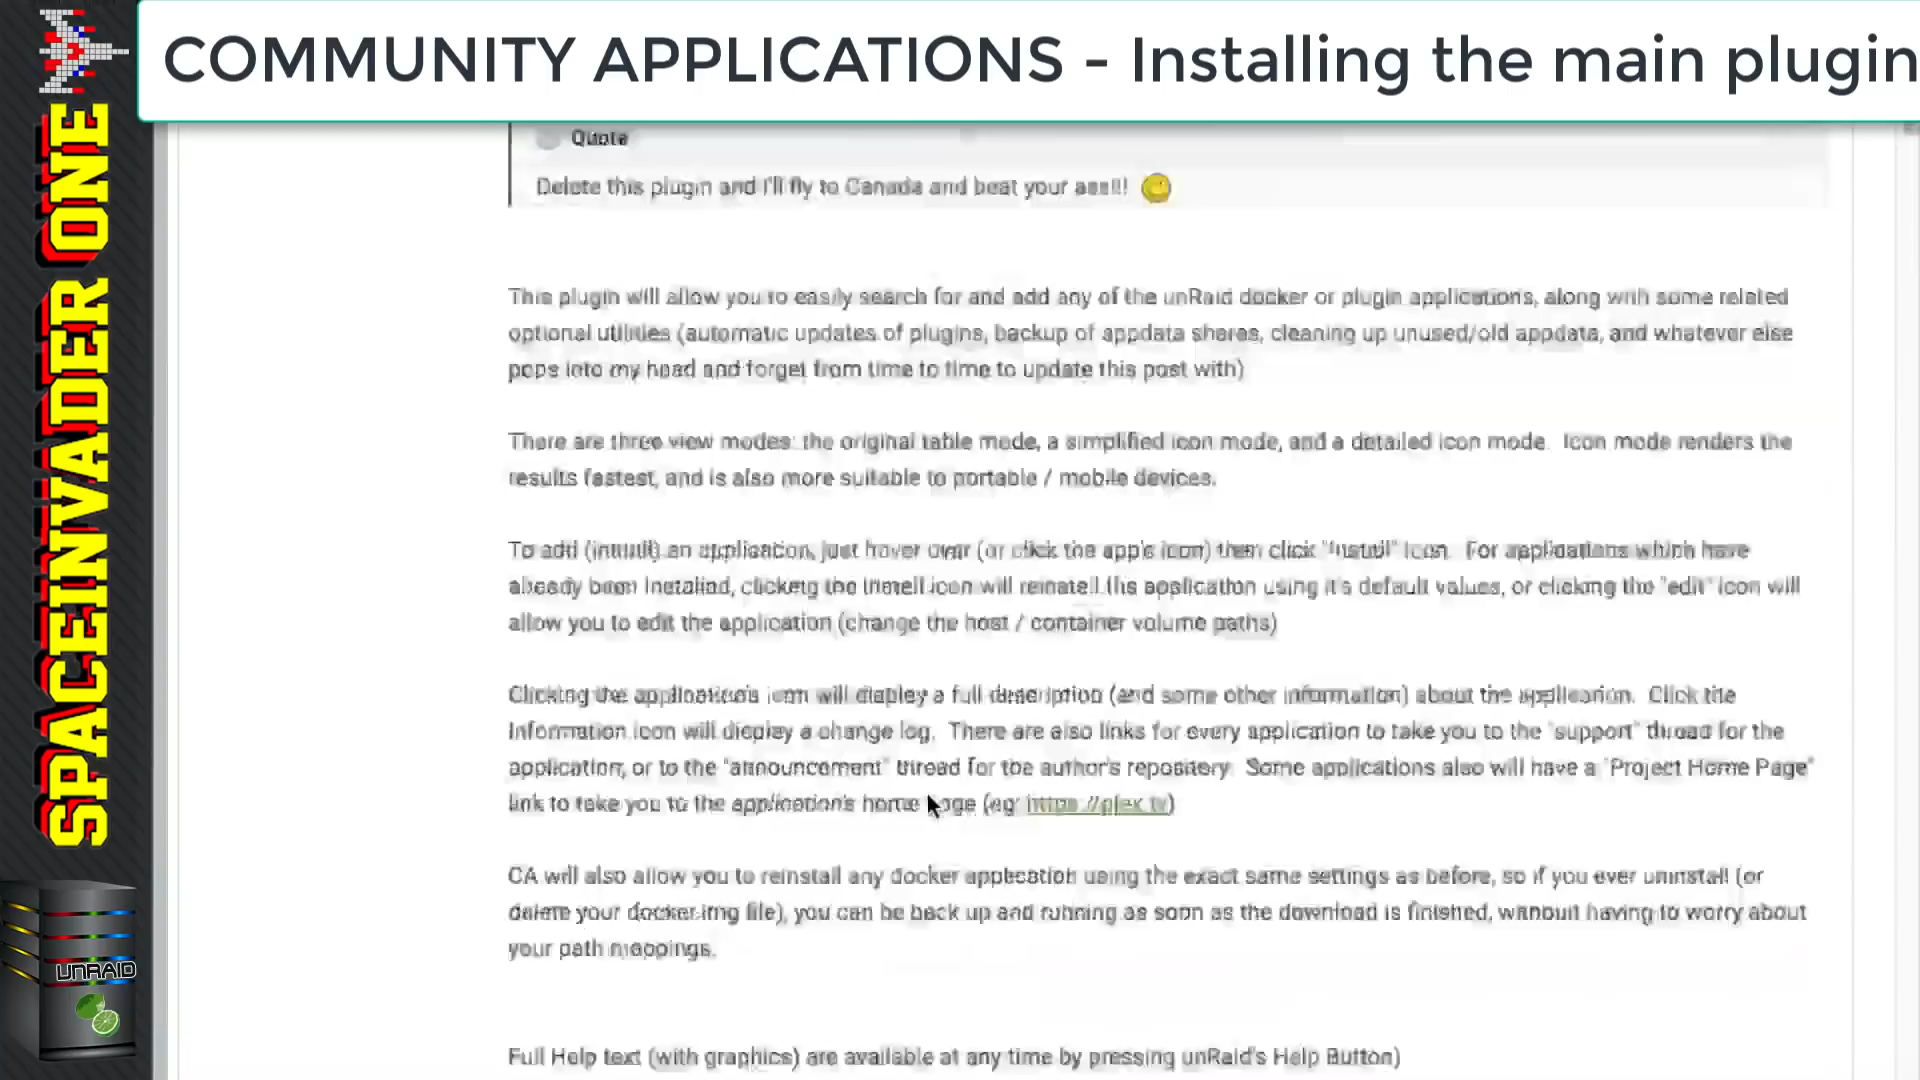 COMMUNITY APPLICATIONS - Installing the main plugin
SPACEINVADER ONE
Quote
Delete this plugin and I'll fly to Canada and beat your ass!!!
This plugin will allow you to easily search for and add any of the unRaid docker or plugin applications, along with some related
optional utilities (automatic updates of plugins, backup of appdata shares, cleaning up unused/old appdata, and whatever else
pops into my head and forget from time to time to update this post with)
There are three view modes: the original table mode, a simplified icon mode, and a detailed icon mode. Icon mode renders the
results fastest, and is also more suitable to portable / mobile devices.
To add (install) an application, just hover over (or click the app's icon) then click "Install" icon. For applications which have
already been installed, clicking the install icon will reinstall the application using it's default values, or clicking the "edit" icon will
allow you to edit the application (change the host / container volume paths)
Clicking the application's icon will display a full description (and some other information) about the application. Click the
Information icon will display a change log. There are also links for every application to take you to the "support" thread for the
application, or to the "announcement" thread for the author's repository. Some applications also will have a "Project Home Page"
link to take you to the application's home page (eg: https://plex.tv)
CA will also allow you to reinstall any docker application using the exact same settings as before, so if you ever uninstall (or
delete your docker.img file), you can be back up and running as soon as the download is finished, without having to worry about
your path mappings.
UNRAID
Full Help text (with graphics) are available at any time by pressing unRaid's Help Button)